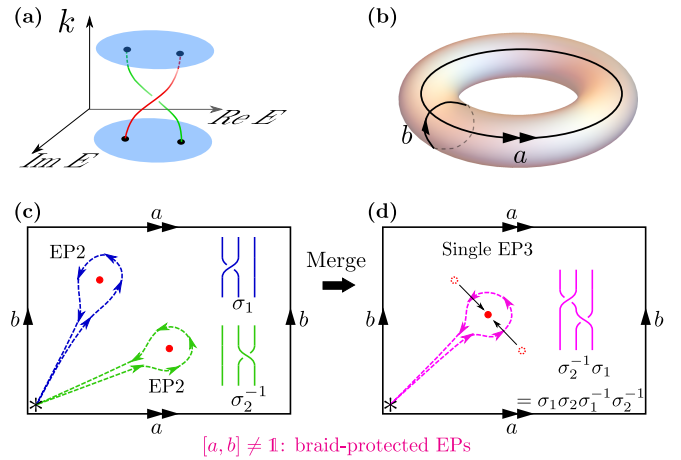 (a)
k
Re E
Im E
(b)
b
a
(c)
a
EP2
σ₁
b
b
EP2
σ₂⁻¹
a
Merge
(d)
a
Single EP3
b
b
σ₂⁻¹σ₁
= σ₁σ₂σ₁⁻¹σ₂⁻¹
a
[a, b] ≠ 𝟙: braid-protected EPs